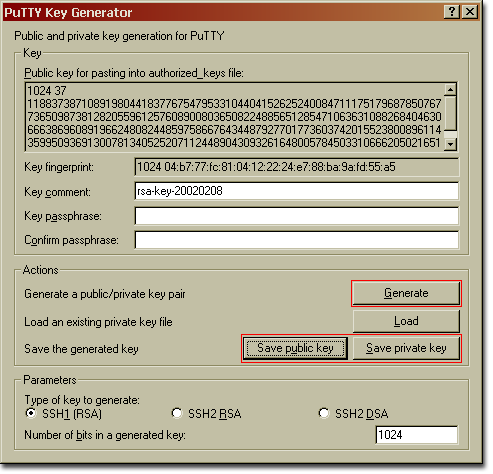 PuTTY Key Generator
Public and private key generation for PuTTY
Key
Public key for pasting into authorized_keys file:
1024 37
118837387108919804418377675479533104404152625240084711175179687850767
736509873812820559612576089008036508224885651285471063631088268404630
666386960891966248082448597586676434487927701773603742015523800896114
359950936913007813405252071124489043093261648005784503310666205021651
Key fingerprint: 1024 04:b7:77:fc:81:04:12:22:24:e7:88:ba:9a:fd:55:a5
Key comment: rsa-key-20020208
Key passphrase:
Confirm passphrase:
Actions
Generate a public/private key pair Generate
Load an existing private key file Load
Save the generated key Save public key Save private key
Parameters
Type of key to generate:
SSH1 (RSA) SSH2 RSA SSH2 DSA
Number of bits in a generated key: 1024